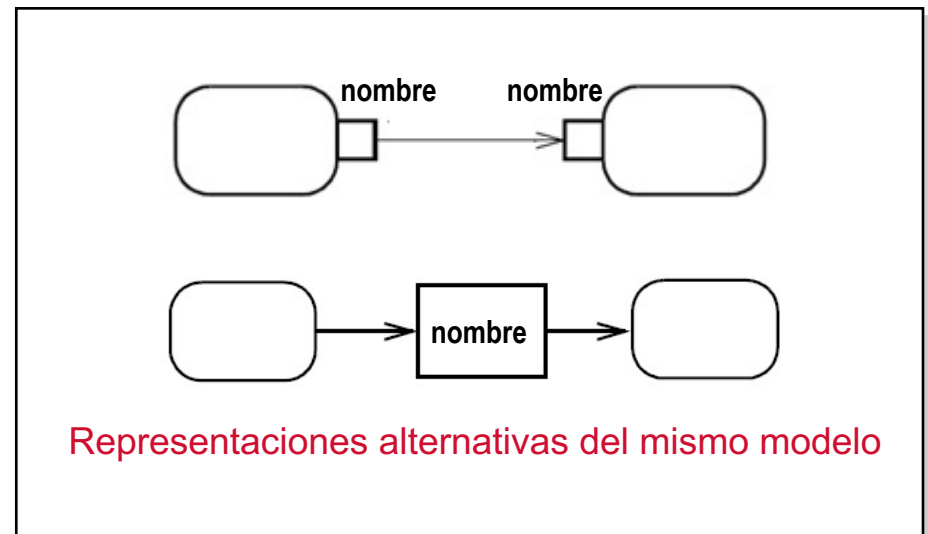 nombre nombre
nombre
Representaciones alternativas del mismo modelo